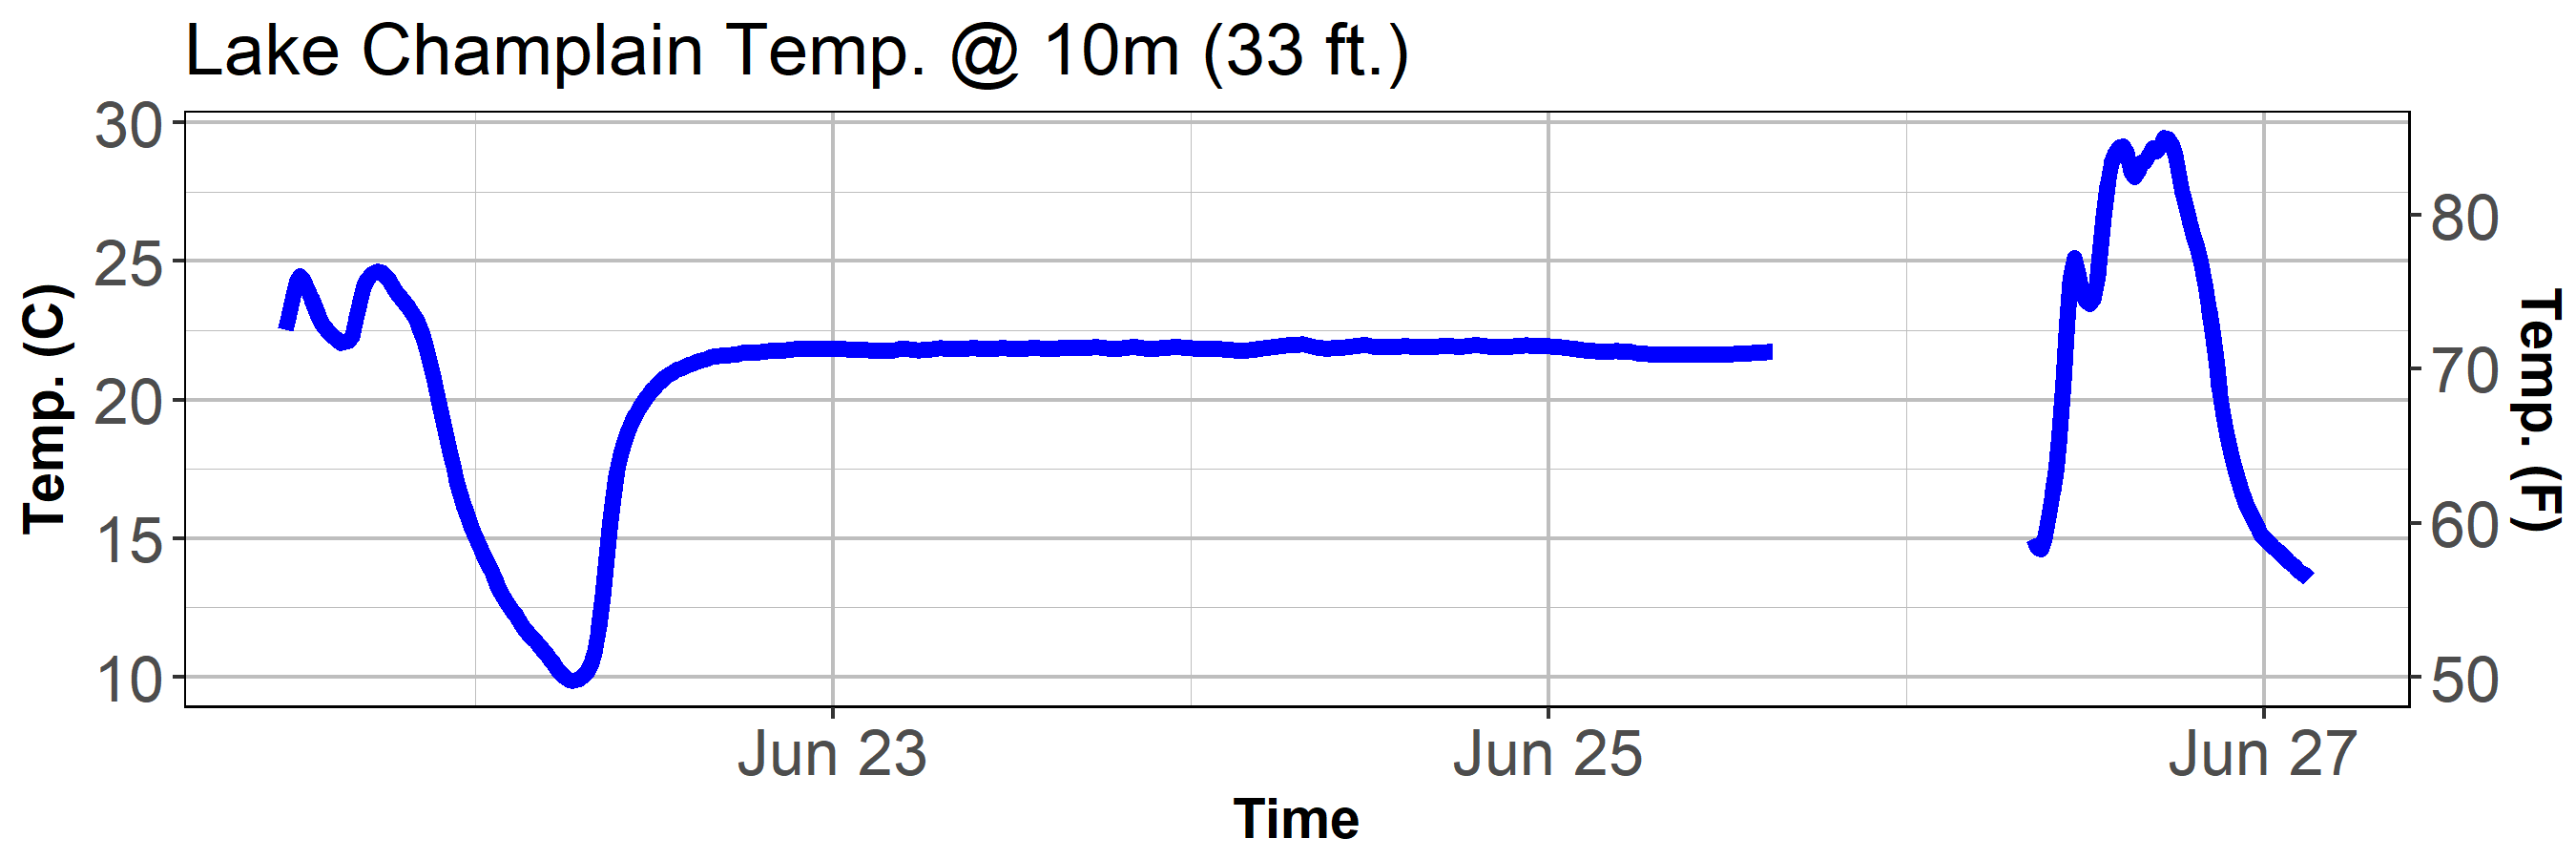 Lake Champlain Temp. @ 10m (33 ft.)
30
25
20
15
10
Temp. (C)
80
70
60
50
Temp. (F)
Jun 23
Jun 25
Jun 27
Time